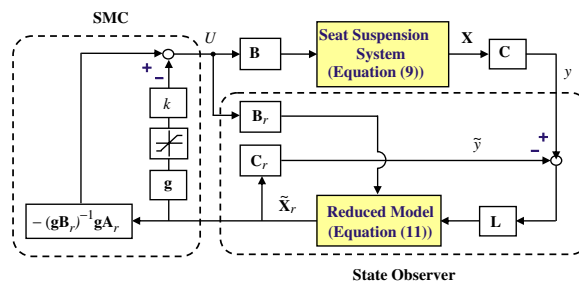 SMC
U
B
Seat Suspension
System
(Equation (9))
X
C
y
+
−
k
g
− (gB_r)^{-1}gA_r
B_r
C_r
ỹ
+
−
X̃_r
Reduced Model
(Equation (11))
L
State Observer